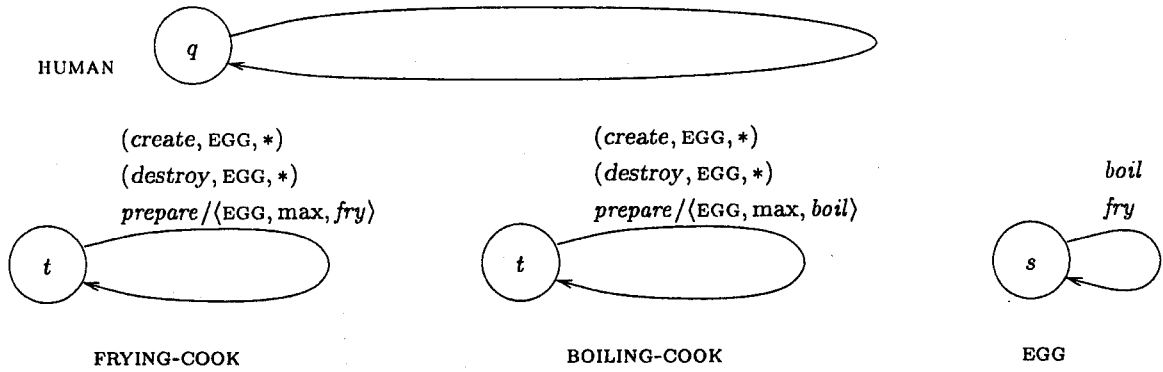 q
HUMAN
(create, EGG, *)
(destroy, EGG, *)
prepare/⟨EGG, max, fry⟩
t
FRYING-COOK
(create, EGG, *)
(destroy, EGG, *)
prepare/⟨EGG, max, boil⟩
t
BOILING-COOK
boil
fry
s
EGG